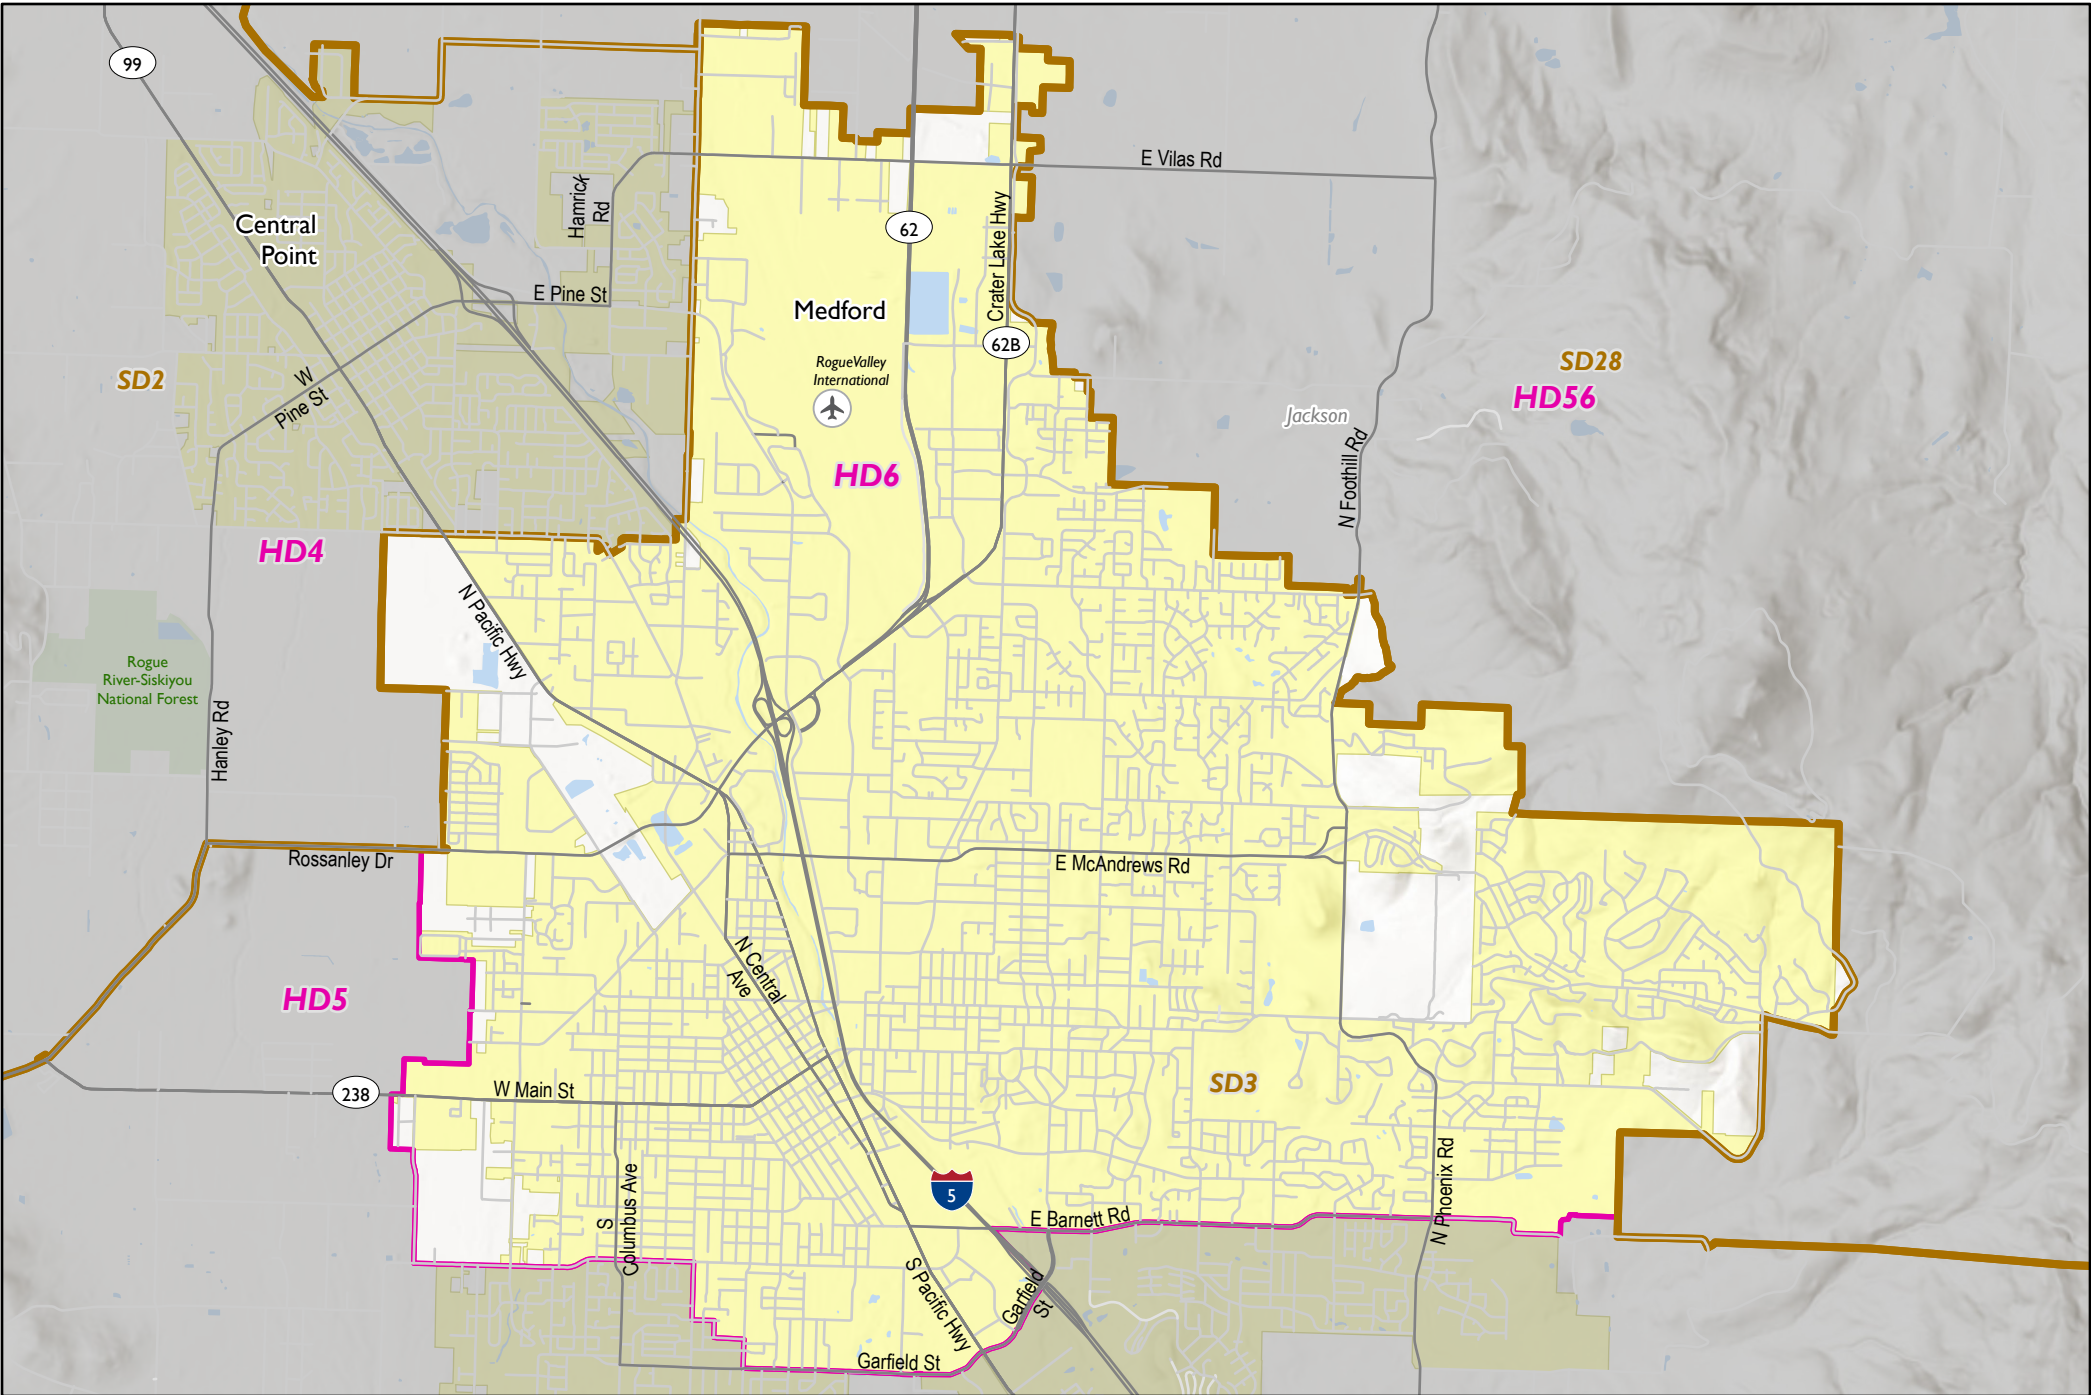 99
E Vilas Rd
Hamrick
Rd
Central
Point
62
Crater Lake Hwy
E Pine St
Medford
62B
RogueValley
International
SD28
HD56
SD2
W
Pine St
Jackson
HD6
N Foothill Rd
HD4
N Pacific Hwy
Rogue
River-Siskiyou
National Forest
Hanley Rd
Rossanley Dr
E McAndrews Rd
N Central
Ave
HD5
SD3
238
W Main St
S
Columbus Ave
5
N Phoenix Rd
E Barnett Rd
S Pacific Hwy
Garfield
St
Garfield St